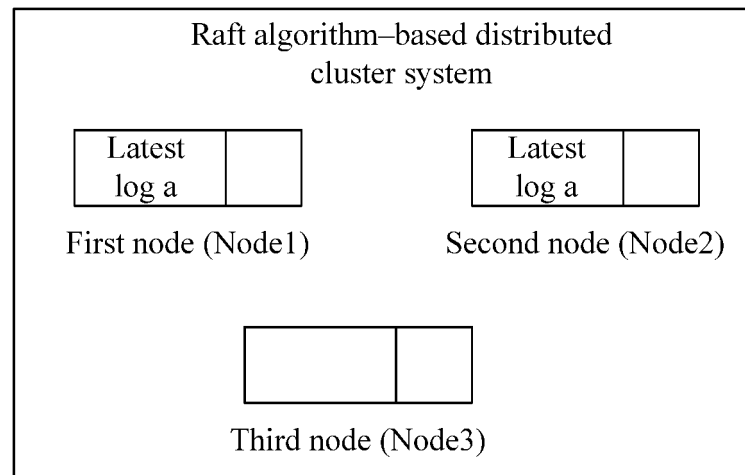 Raft algorithm–based distributed
cluster system
Latest
log a
Latest
log a
First node (Node1)
Second node (Node2)
Third node (Node3)